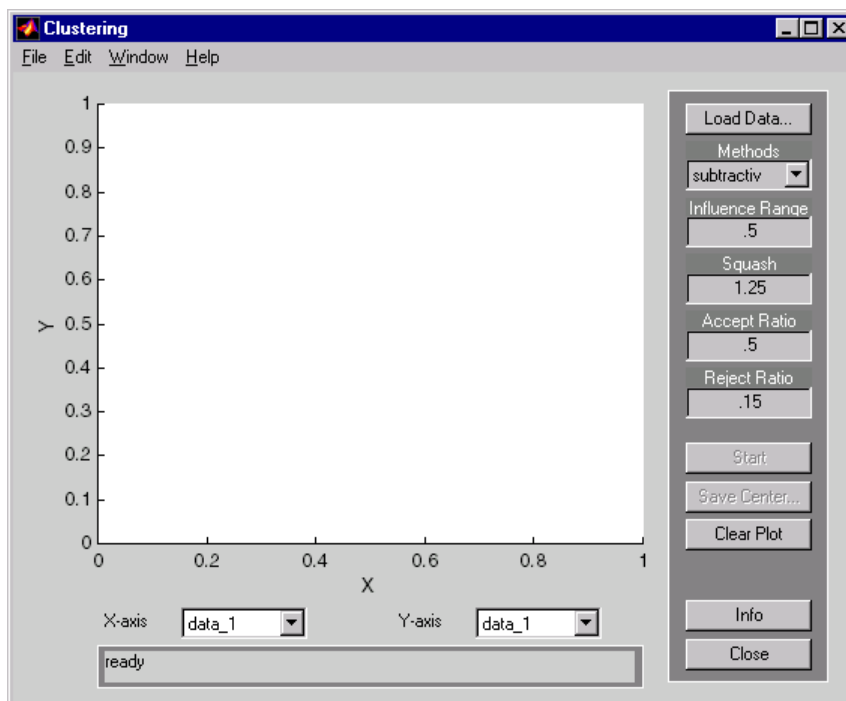 Clustering
File Edit Window Help
1
0.9
0.8
0.7
0.6
0.5
0.4
0.3
0.2
0.1
0
Y
0 0.2 0.4 0.6 0.8 1
X
X-axis data_1 Y-axis data_1
ready
Load Data...
Methods
subtractiv
Influence Range
.5
Squash
1.25
Accept Ratio
.5
Reject Ratio
.15
Start
Save Center...
Clear Plot
Info
Close